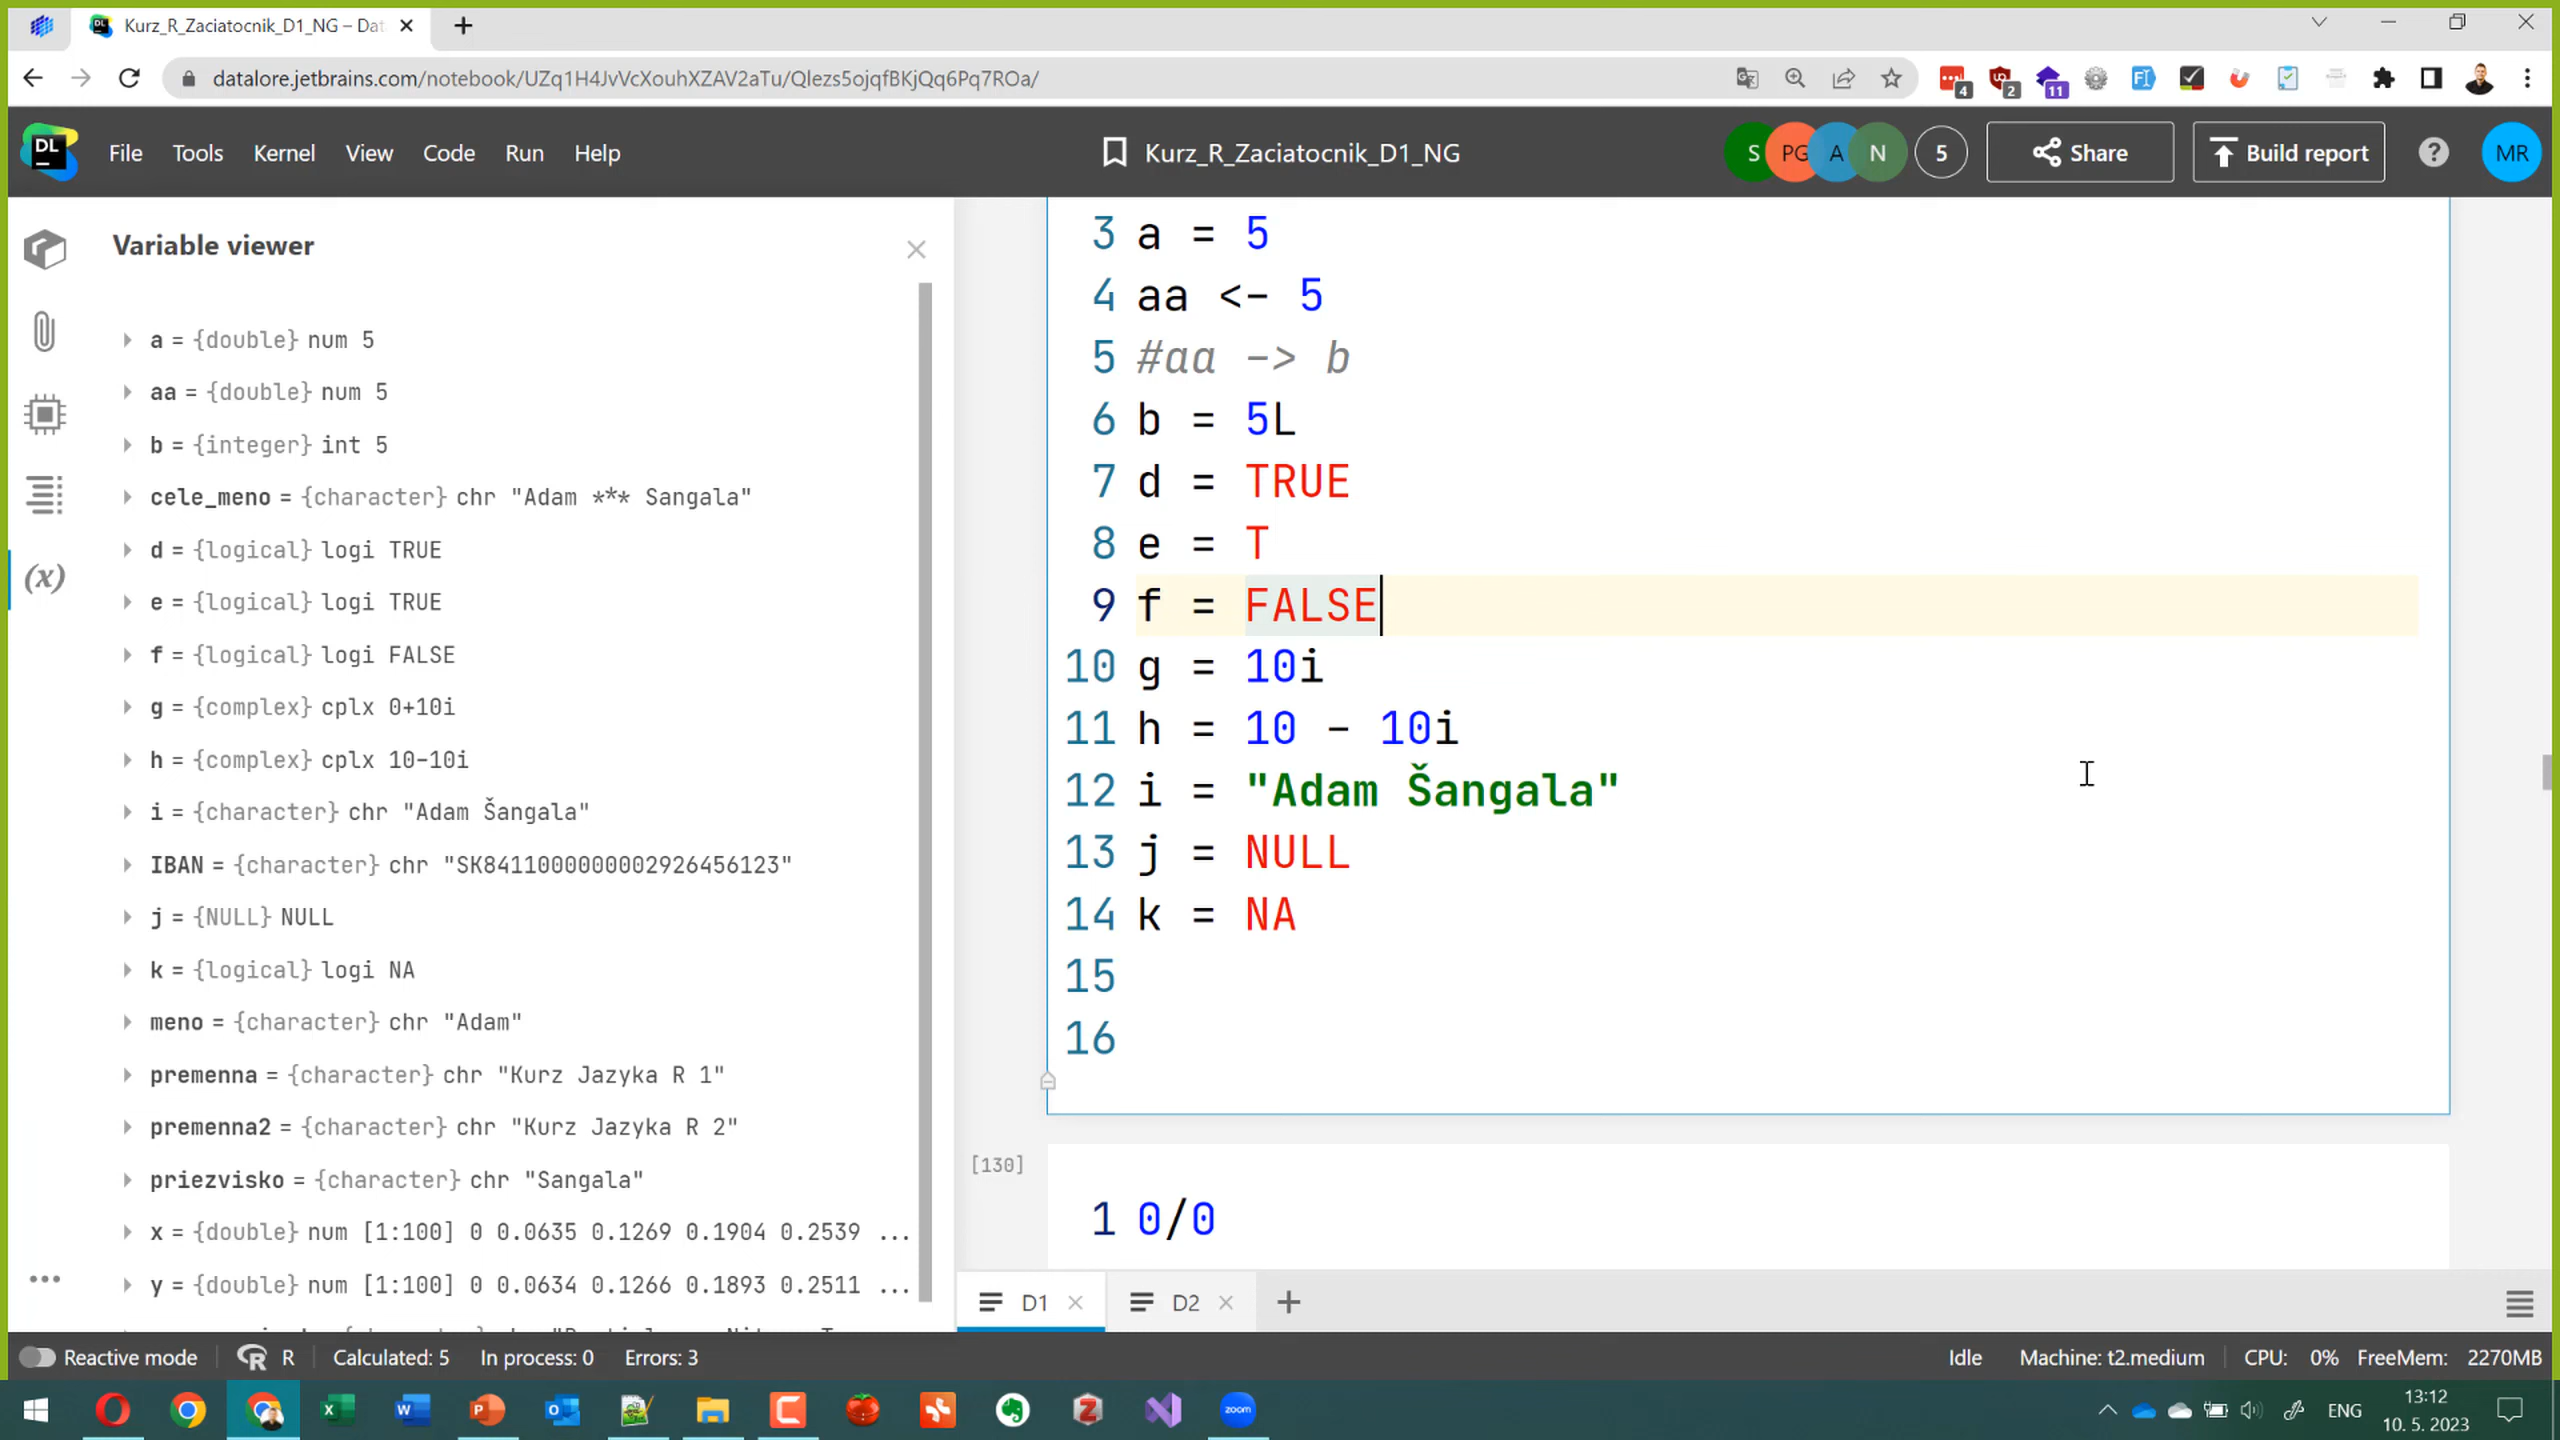 Kurz_R_Zaciatocnik_D1_NG – Dat
datalore.jetbrains.com/notebook/UZq1H4JvVcXouhXZAV2aTu/Qlezs5ojqfBKjQq6Pq7ROa/
4
2
11
DL
File Tools Kernel View Code Run Help
Kurz_R_Zaciatocnik_D1_NG
S PG A N 5
Share
Build report
?
MR
Variable viewer
a = {double} num 5
aa = {double} num 5
b = {integer} int 5
cele_meno = {character} chr "Adam *** Sangala"
d = {logical} logi TRUE
e = {logical} logi TRUE
f = {logical} logi FALSE
g = {complex} cplx 0+10i
h = {complex} cplx 10-10i
i = {character} chr "Adam Šangala"
IBAN = {character} chr "SK8411000000002926456123"
j = {NULL} NULL
k = {logical} logi NA
meno = {character} chr "Adam"
premenna = {character} chr "Kurz Jazyka R 1"
premenna2 = {character} chr "Kurz Jazyka R 2"
priezvisko = {character} chr "Sangala"
x = {double} num [1:100] 0 0.0635 0.1269 0.1904 0.2539 ...
y = {double} num [1:100] 0 0.0634 0.1266 0.1893 0.2511 ...
(x)
3 a = 5
4 aa <- 5
5 #aa -> b
6 b = 5L
7 d = TRUE
8 e = T
9 f = FALSE
10 g = 10i
11 h = 10 - 10i
12 i = "Adam Šangala"
13 j = NULL
14 k = NA
15
16
[130]
1 0/0
D1
D2
Reactive mode R Calculated: 5 In process: 0 Errors: 3
Idle Machine: t2.medium CPU: 0% FreeMem: 2270MB
zoom
ENG
13:12
10. 5. 2023